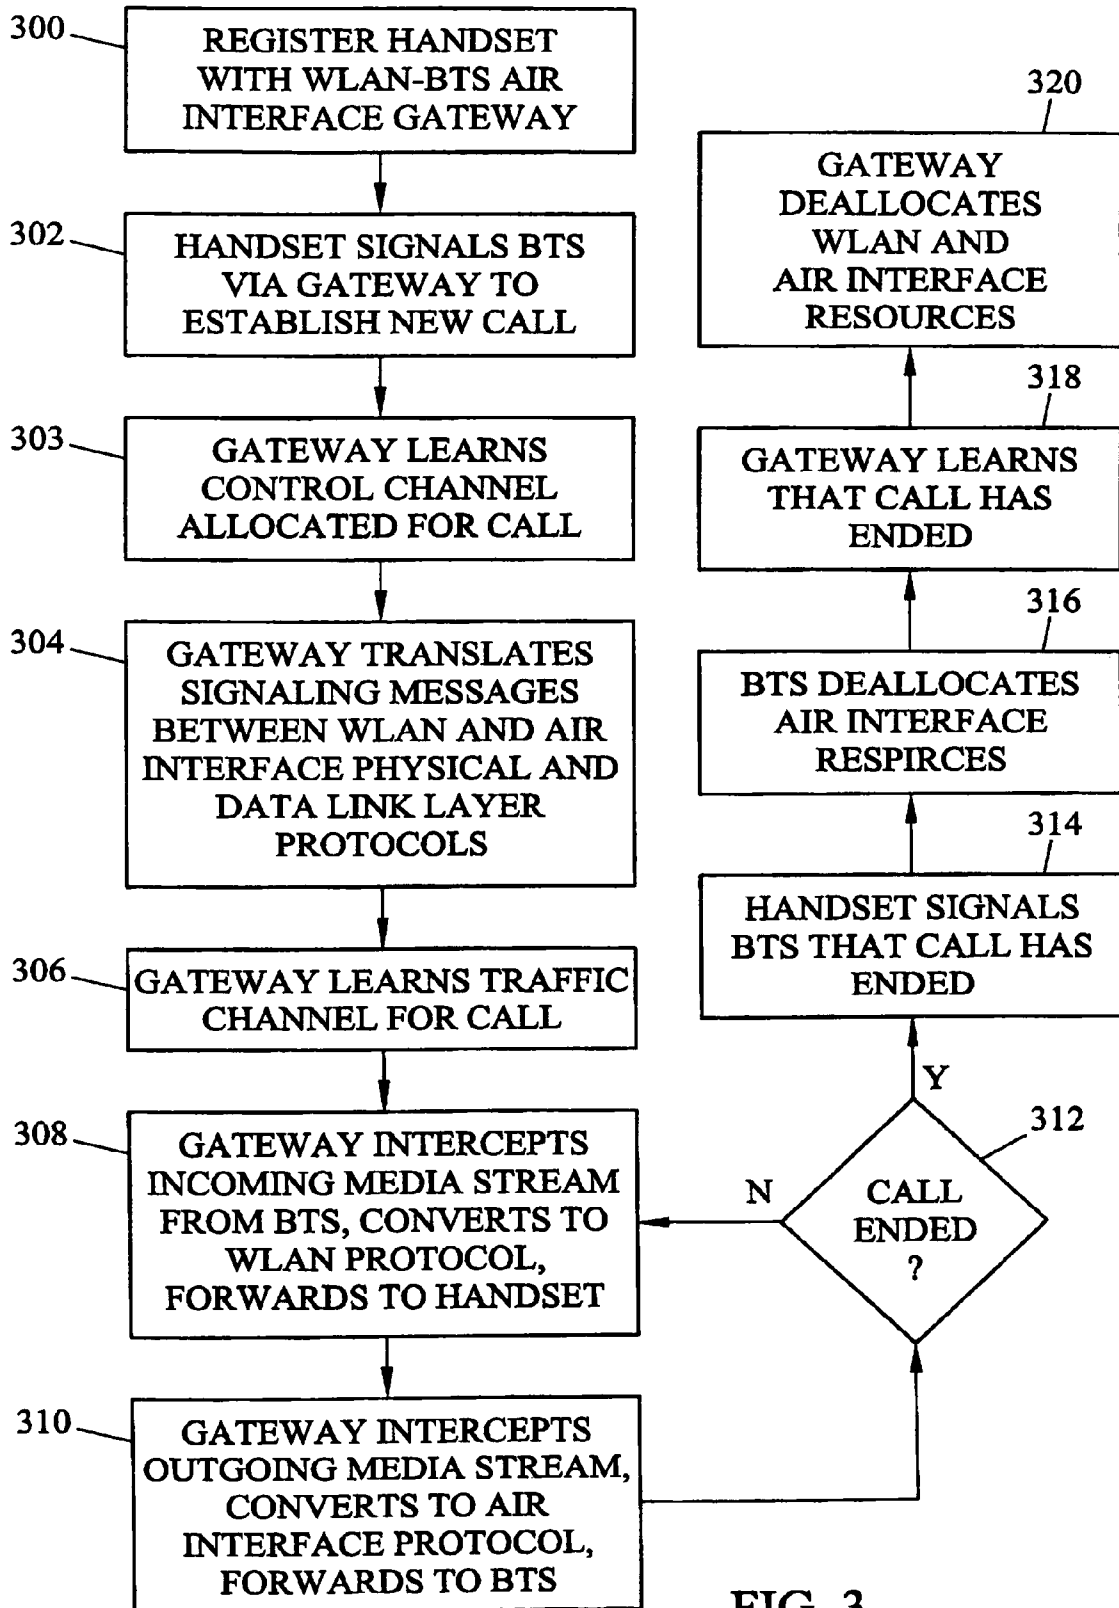 300
REGISTER HANDSET
WITH WLAN-BTS AIR
INTERFACE GATEWAY
302
HANDSET SIGNALS BTS
VIA GATEWAY TO
ESTABLISH NEW CALL
303
GATEWAY LEARNS
CONTROL CHANNEL
ALLOCATED FOR CALL
304
GATEWAY TRANSLATES
SIGNALING MESSAGES
BETWEEN WLAN AND AIR
INTERFACE PHYSICAL AND
DATA LINK LAYER
PROTOCOLS
306
GATEWAY LEARNS TRAFFIC
CHANNEL FOR CALL
308
GATEWAY INTERCEPTS
INCOMING MEDIA STREAM
FROM BTS, CONVERTS TO
WLAN PROTOCOL,
FORWARDS TO HANDSET
310
GATEWAY INTERCEPTS
OUTGOING MEDIA STREAM,
CONVERTS TO AIR
INTERFACE PROTOCOL,
FORWARDS TO BTS
312
CALL
ENDED
?
N
Y
314
HANDSET SIGNALS
BTS THAT CALL HAS
ENDED
316
BTS DEALLOCATES
AIR INTERFACE
RESPIRCES
318
GATEWAY LEARNS
THAT CALL HAS
ENDED
320
GATEWAY
DEALLOCATES
WLAN AND
AIR INTERFACE
RESOURCES
FIG. 3